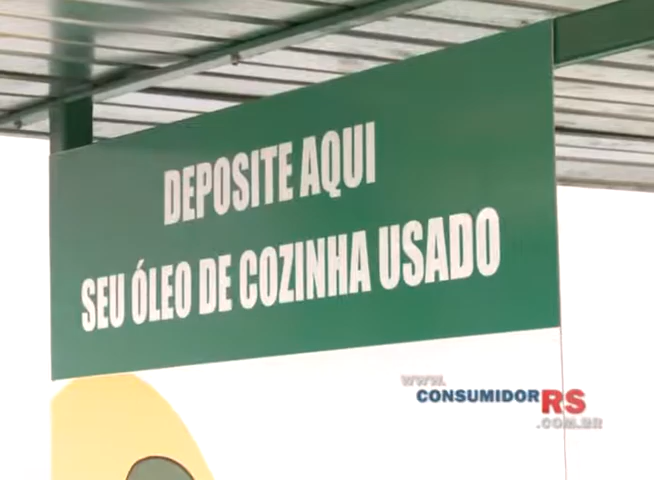 DEPOSITE AQUI
SEU ÓLEO DE COZINHA USADO
www.
CONSUMIDORRS
.COM.BR